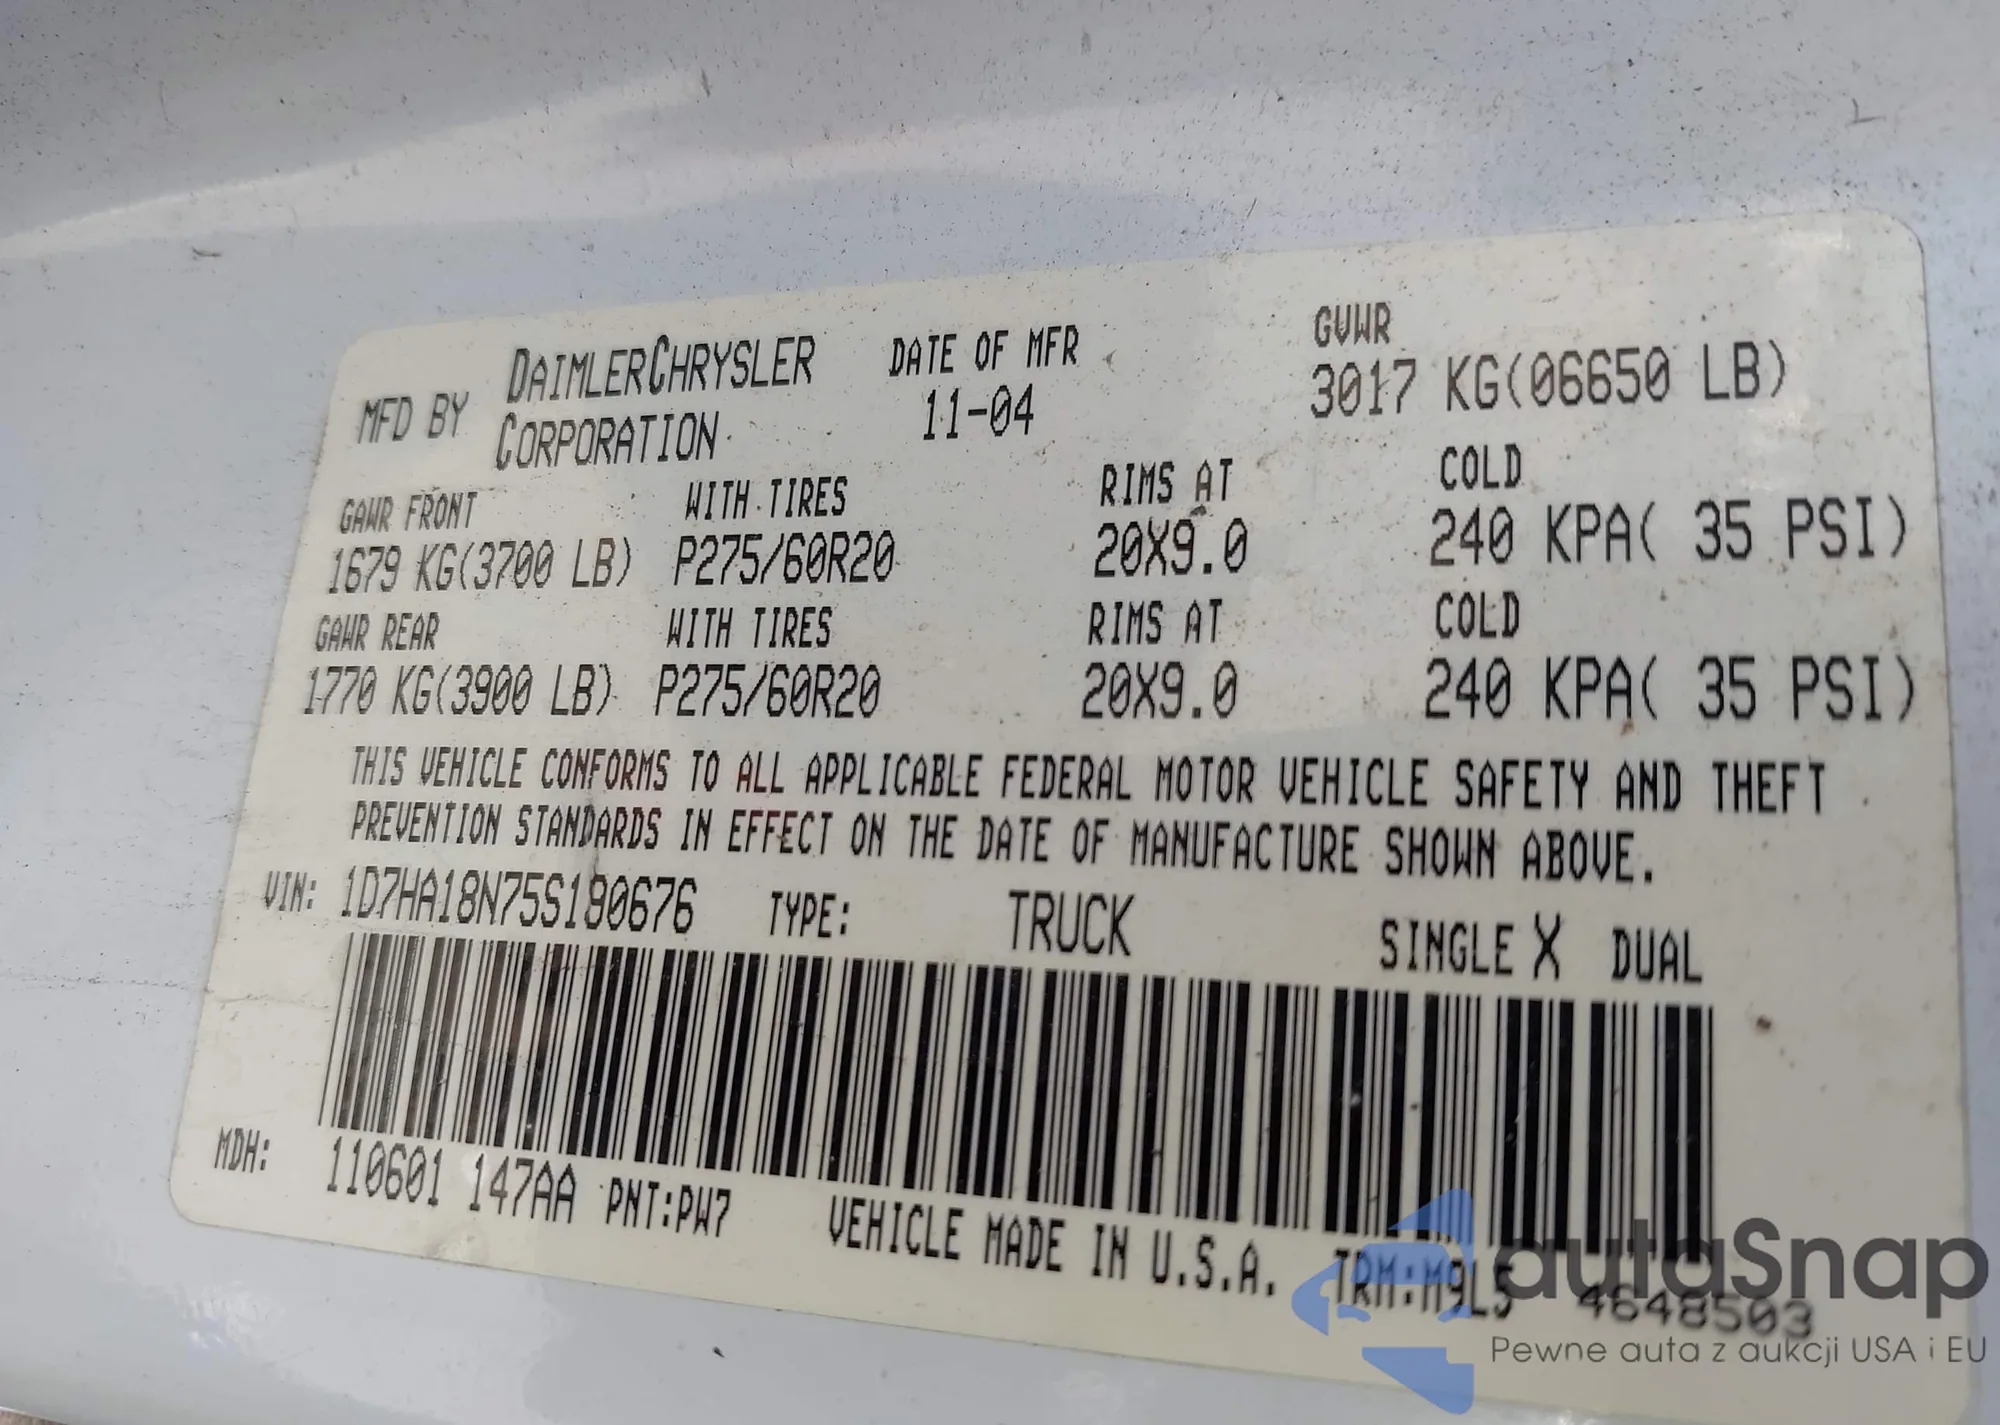 MFD BY DAIMLERCHRYSLER CORPORATION
DATE OF MFR
11-04
GVWR
3017 KG(06650 LB)
GAWR FRONT WITH TIRES RIMS AT COLD
1679 KG(3700 LB) P275/60R20 20X9.0 240 KPA( 35 PSI)
GAWR REAR WITH TIRES RIMS AT COLD
1770 KG(3900 LB) P275/60R20 20X9.0 240 KPA( 35 PSI)
THIS VEHICLE CONFORMS TO ALL APPLICABLE FEDERAL MOTOR VEHICLE SAFETY AND THEFT
PREVENTION STANDARDS IN EFFECT ON THE DATE OF MANUFACTURE SHOWN ABOVE.
VIN: 1D7HA18N75S190676 TYPE: TRUCK SINGLE X DUAL
MDH: 110601 147AA PNT:PW7 VEHICLE MADE IN U.S.A. TRM:M9L5 4648503
autaSnap
Pewne auta z aukcji USA i EU